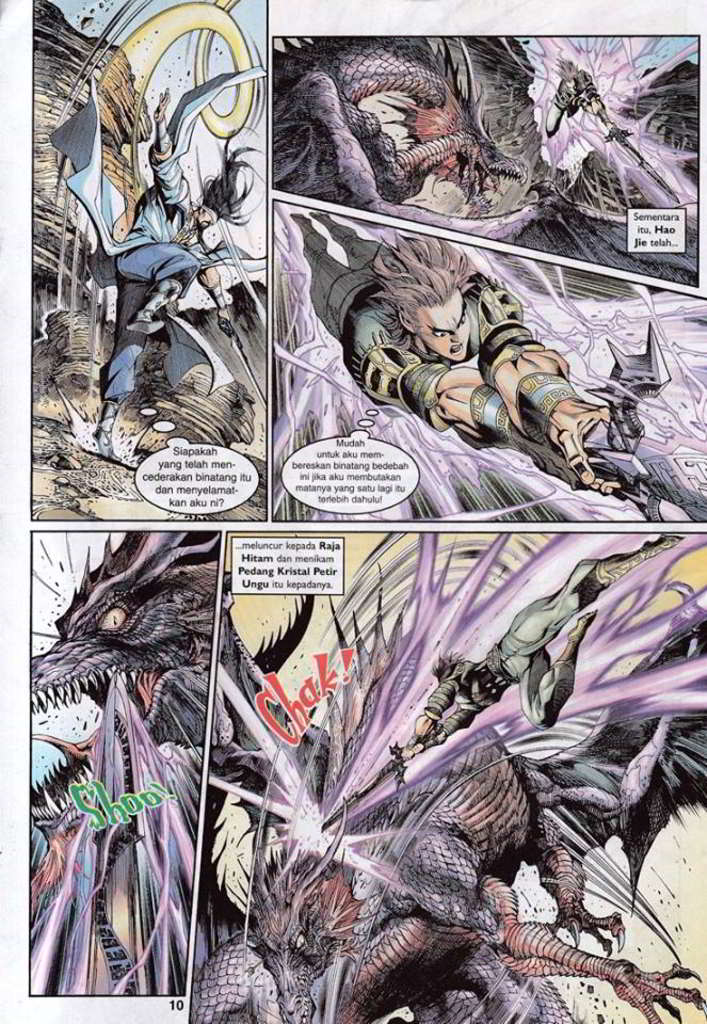 Siapakah
yang telah men-
cederakan binatang itu
dan menyelamat-
kan aku ni?
Sementara
itu, Hao
Jie telah...
Mudah
untuk aku mem-
bereskan binatang bedebah
ini jika aku membutakan
matanya yang satu lagi itu
terlebih dahulu!
Shoo!
...meluncur kepada Raja
Hitam dan menikam
Pedang Kristal Petir
Ungu itu kepadanya.
Chak!
10